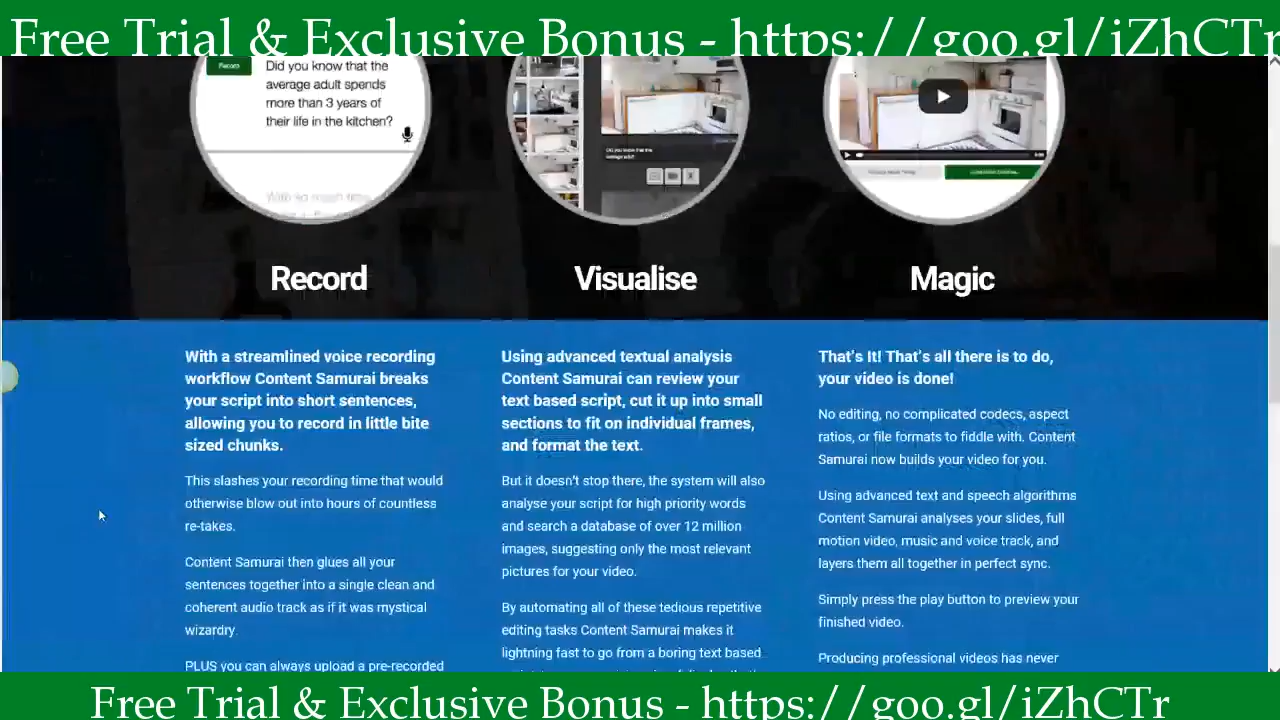 Free Trial & Exclusive Bonus - https://goo.gl/iZhCTr
Record
Did you know that the
average adult spends
more than 3 years of
their life in the kitchen?
With so much time
Did you know that the
average adult
Record
Visualise
Magic
With a streamlined voice recording
workflow Content Samurai breaks
your script into short sentences,
allowing you to record in little bite
sized chunks.
This slashes your recording time that would
otherwise blow out into hours of countless
re-takes.
Content Samurai then glues all your
sentences together into a single clean and
coherent audio track as if it was mystical
wizardry.
PLUS you can always upload a pre-recorded
Using advanced textual analysis
Content Samurai can review your
text based script, cut it up into small
sections to fit on individual frames,
and format the text.
But it doesn't stop there, the system will also
analyse your script for high priority words
and search a database of over 12 million
images, suggesting only the most relevant
pictures for your video.
By automating all of these tedious repetitive
editing tasks Content Samurai makes it
lightning fast to go from a boring text based
That's It! That's all there is to do,
your video is done!
No editing, no complicated codecs, aspect
ratios, or file formats to fiddle with. Content
Samurai now builds your video for you.
Using advanced text and speech algorithms
Content Samurai analyses your slides, full
motion video, music and voice track, and
layers them all together in perfect sync.
Simply press the play button to preview your
finished video.
Producing professional videos has never
Free Trial & Exclusive Bonus - https://goo.gl/iZhCTr